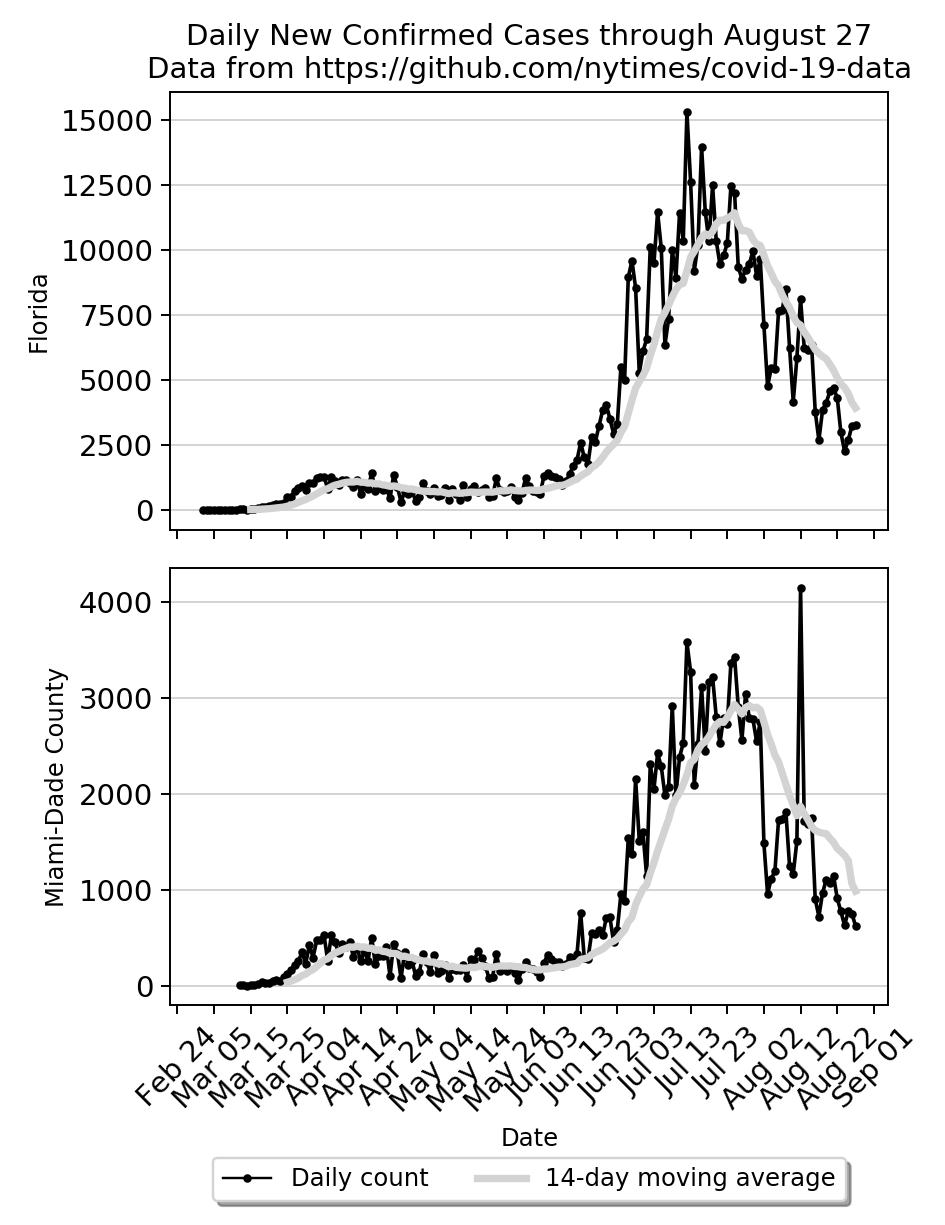 Daily New Confirmed Cases through August 27
Data from https://github.com/nytimes/covid-19-data
15000
12500
10000
7500
5000
2500
0
Florida
4000
3000
2000
1000
0
Miami-Dade County
Feb 24
Mar 05
Mar 15
Mar 25
Apr 04
Apr 14
Apr 24
May 04
May 14
May 24
Jun 03
Jun 13
Jun 23
Jul 03
Jul 13
Jul 23
Aug 02
Aug 12
Aug 22
Sep 01
Date
Daily count
14-day moving average